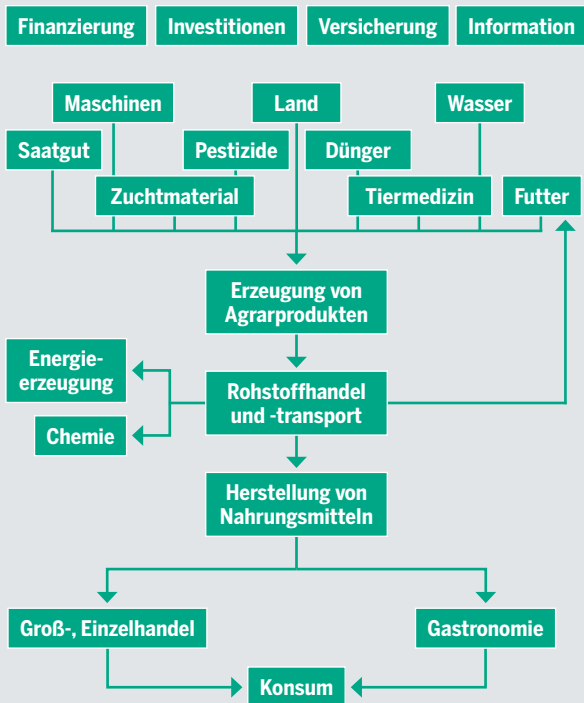 Finanzierung
Investitionen
Versicherung
Information
Maschinen
Land
Wasser
Saatgut
Pestizide
Dünger
Zuchtmaterial
Tiermedizin
Futter
Erzeugung von
Agrarprodukten
Energie-
erzeugung
Rohstoffhandel
und -transport
Chemie
Herstellung von
Nahrungsmitteln
Groß-, Einzelhandel
Gastronomie
Konsum